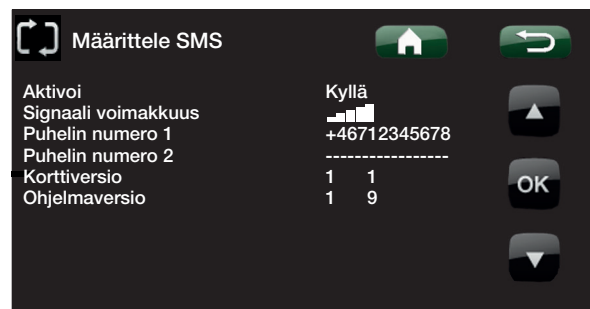 Määrittele SMS
Aktivoi Kyllä
Signaali voimakkuus
Puhelin numero 1 +46712345678
Puhelin numero 2 -----------------
Korttiversio 1 1
OK
Ohjelmaversio 1 9